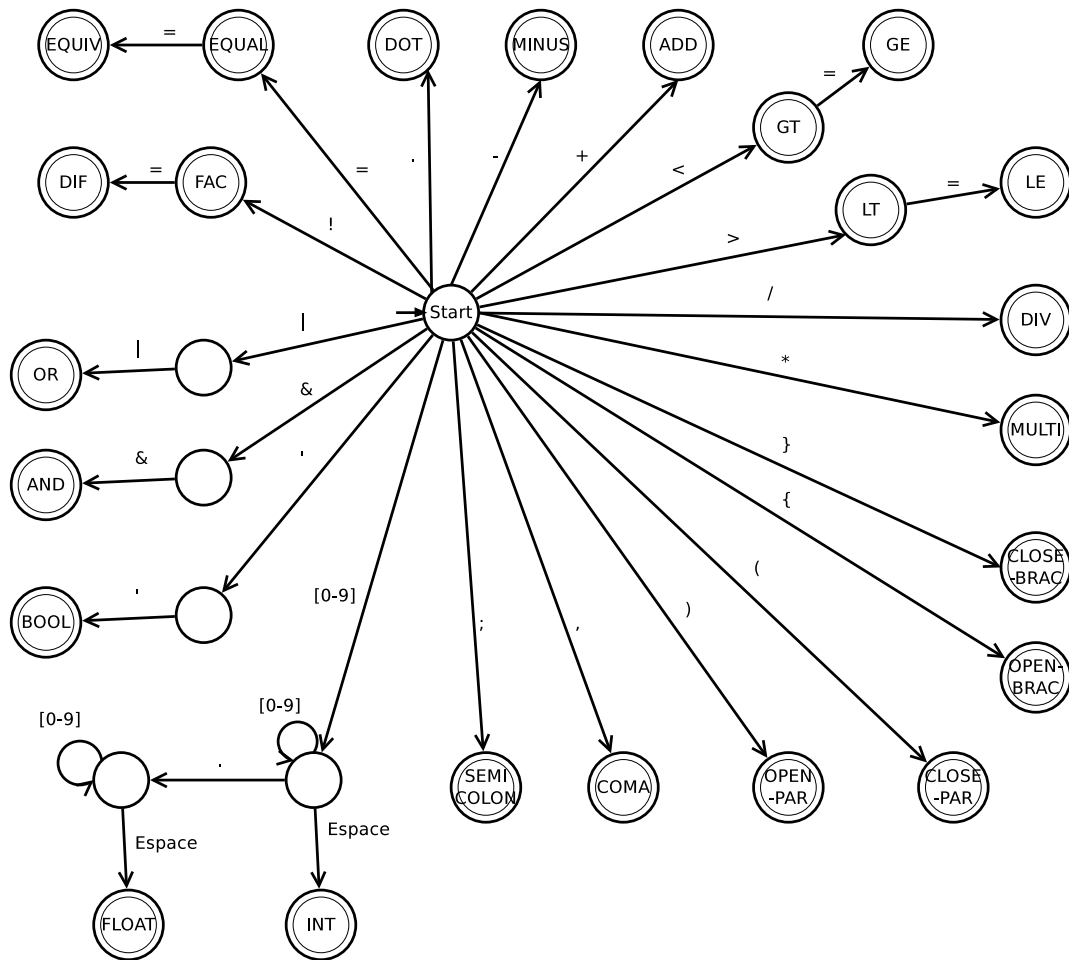 EQUIV
=
EQUAL
DOT
MINUS
ADD
GE
=
GT
DIF
=
FAC
!
=
.
-
+
<
LT
=
LE
>
Start
/
DIV
|
|
OR
&
&
AND
*
MULTI
'
'
BOOL
}
{
CLOSE
-BRAC
OPEN-
BRAC
[0-9]
;
,
)
(
[0-9]
[0-9]
.
Espace
Espace
SEMI
COLON
COMA
OPEN
-PAR
CLOSE
-PAR
FLOAT
INT